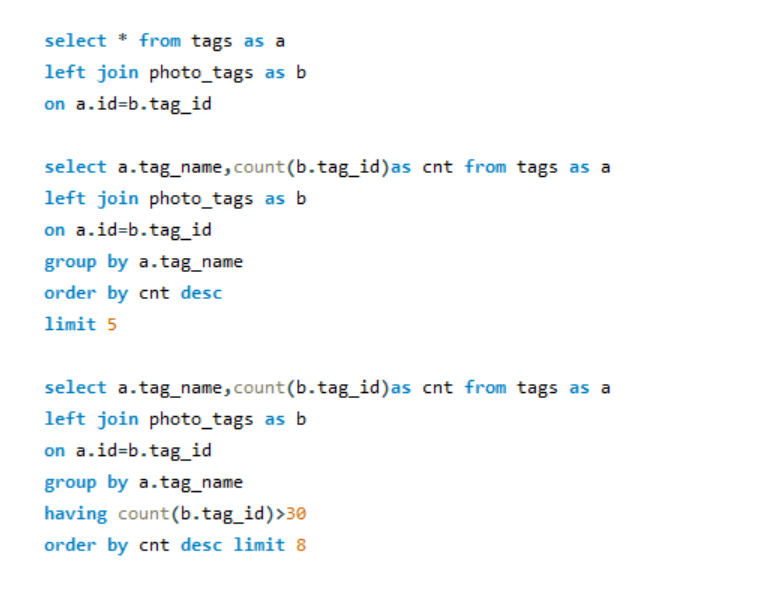 select * from tags as a
left join photo_tags as b
on a.id=b.tag_id
select a.tag_name,count(b.tag_id)as cnt from tags as a
left join photo_tags as b
on a.id=b.tag_id
group by a.tag_name
order by cnt desc
limit 5
select a.tag_name,count(b.tag_id)as cnt from tags as a
left join photo_tags as b
on a.id=b.tag_id
group by a.tag_name
having count(b.tag_id)>30
order by cnt desc limit 8